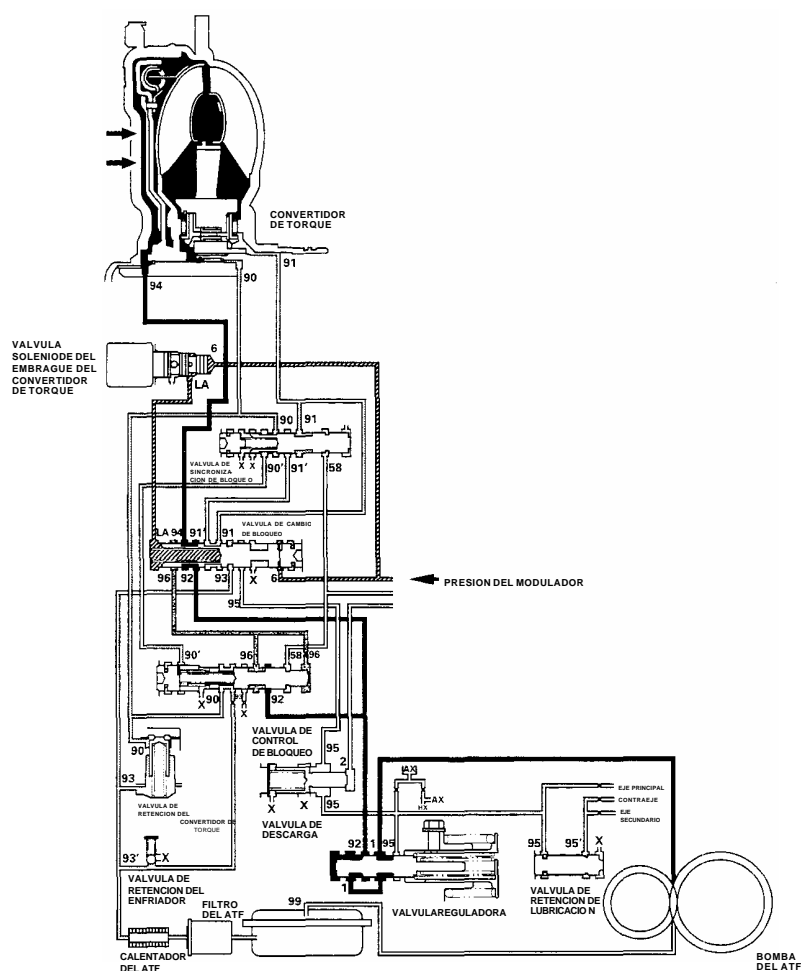 CONVERTIDOR
DE TORQUE
91
90
94
VALVULA
SOLENIODE DEL
EMBRAGUE DEL
CONVERTIDOR
DE TORQUE
6
LA
90 91
VALVULA DE
SINCRONIZA-
CION DE BLOQUE O
X X 90' 91' 58
LA 94 91' 91
VALVULA DE CAMBIC
DE BLOQUEO
96 92 93 X 6
95
PRESION DEL MODULADOR
90' 96 58 96
X 90 X X 92
X
VALVULA DE
CONTROL
DE BLOQUEO
95
2
90
93
95
X X
VALVULA DE
DESCARGA
VALVULA DE
RETENCION DEL
CONVERTIDOR DE
TORQUE
AX
HX AX
EJE PRINCIPAL
CONTRAEJE
EJE
SECUNDARIO
92 1 95
95 95' X
93' X
VALVULA DE
RETENCION DEL
ENFRIADOR
1
VALVULAREGULADORA
VALVULA DE
RETENCION DE
LUBRICACIO N
FILTRO
DEL ATF
99
CALENTADOR
DEL ATF
BOMBA
DEL ATF